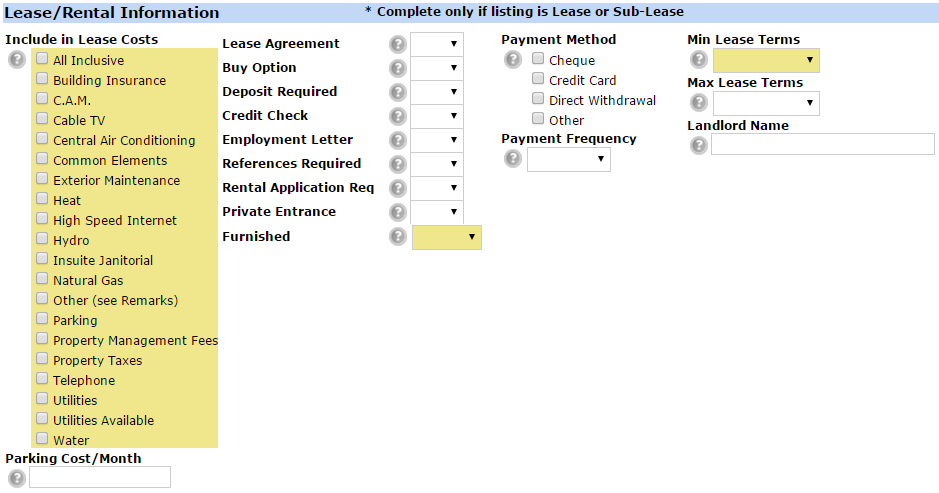 Lease/Rental Information
* Complete only if listing is Lease or Sub-Lease
Include in Lease Costs
All Inclusive
Building Insurance
C.A.M.
Cable TV
Central Air Conditioning
Common Elements
Exterior Maintenance
Heat
High Speed Internet
Hydro
Insuite Janitorial
Natural Gas
Other (see Remarks)
Parking
Property Management Fees
Property Taxes
Telephone
Utilities
Utilities Available
Water
Parking Cost/Month
Lease Agreement
Buy Option
Deposit Required
Credit Check
Employment Letter
References Required
Rental Application Req
Private Entrance
Furnished
Payment Method
Cheque
Credit Card
Direct Withdrawal
Other
Payment Frequency
Min Lease Terms
Max Lease Terms
Landlord Name